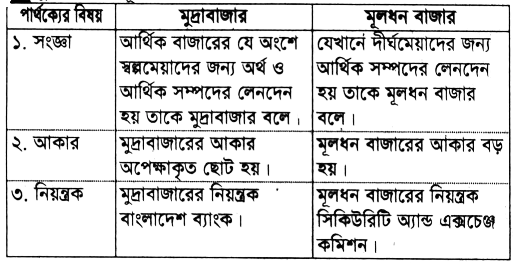 পার্থক্যের বিষয় মুদ্রাবাজার মূলধন বাজার
১. সংজ্ঞা আর্থিক বাজারের যে অংশে যেখানে দীর্ঘমেয়াদের জন্য
স্বল্পমেয়াদের জন্য অর্থ ও আর্থিক সম্পদের লেনদেন
আর্থিক সম্পদের লেনদেন হয় তাকে মূলধন বাজার
হয় তাকে মুদ্রাবাজার বলে। বলে।
২. আকার মুদ্রাবাজারের আকার মূলধন বাজারের আকার বড়
অপেক্ষাকৃত ছোট হয়। হয়।
৩. নিয়ন্ত্রক মুদ্রাবাজারের নিয়ন্ত্রক মূলধন বাজারের নিয়ন্ত্রক
বাংলাদেশ ব্যাংক। সিকিউরিটি অ্যান্ড এক্সচেঞ্জ
কমিশন।